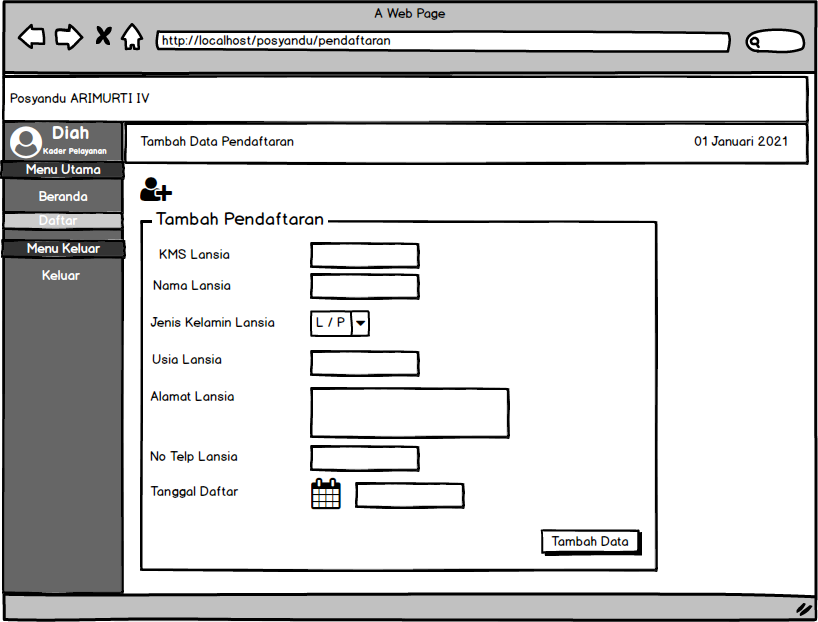 A Web Page
http://localhost/posyandu/pendaftaran
Posyandu ARIMURTI IV
Diah
Kader Pelayanan
Tambah Data Pendaftaran
01 Januari 2021
Menu Utama
Beranda
Daftar
Menu Keluar
Keluar
Tambah Pendaftaran
KMS Lansia
Nama Lansia
Jenis Kelamin Lansia
L / P
Usia Lansia
Alamat Lansia
No Telp Lansia
Tanggal Daftar
Tambah Data